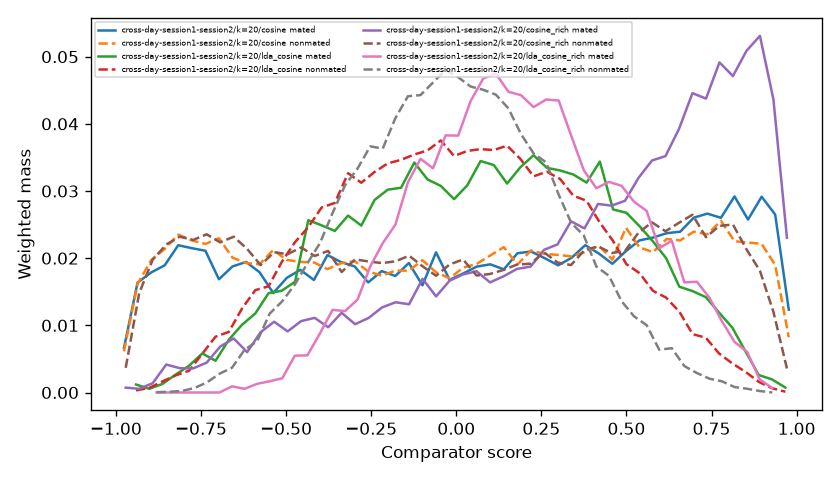 cross-day-session1-session2/k=20/cosine mated
cross-day-session1-session2/k=20/cosine nonmated
cross-day-session1-session2/k=20/lda_cosine mated
cross-day-session1-session2/k=20/lda_cosine nonmated
cross-day-session1-session2/k=20/cosine_rich mated
cross-day-session1-session2/k=20/cosine_rich nonmated
cross-day-session1-session2/k=20/lda_cosine_rich mated
cross-day-session1-session2/k=20/lda_cosine_rich nonmated
Weighted mass
0.05
0.04
0.03
0.02
0.01
0.00
−1.00 −0.75 −0.50 −0.25 0.00 0.25 0.50 0.75 1.00
Comparator score